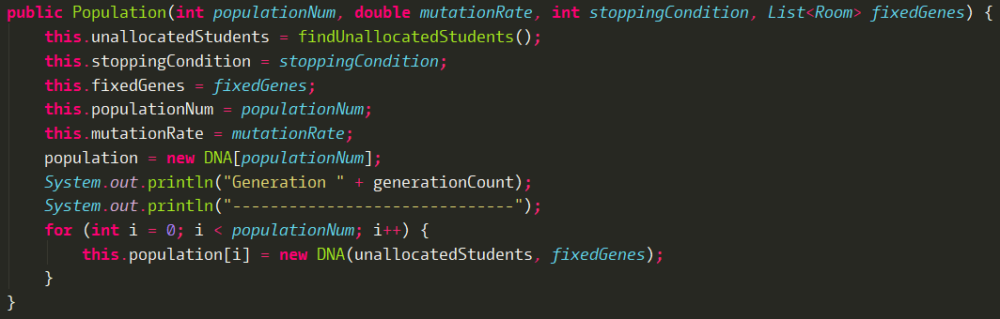 public Population(int populationNum, double mutationRate, int stoppingCondition, List<Room> fixedGenes) {
    this.unallocatedStudents = findUnallocatedStudents();
    this.stoppingCondition = stoppingCondition;
    this.fixedGenes = fixedGenes;
    this.populationNum = populationNum;
    this.mutationRate = mutationRate;
    population = new DNA[populationNum];
    System.out.println("Generation " + generationCount);
    System.out.println("------------------------------");
    for (int i = 0; i < populationNum; i++) {
        this.population[i] = new DNA(unallocatedStudents, fixedGenes);
    }
}